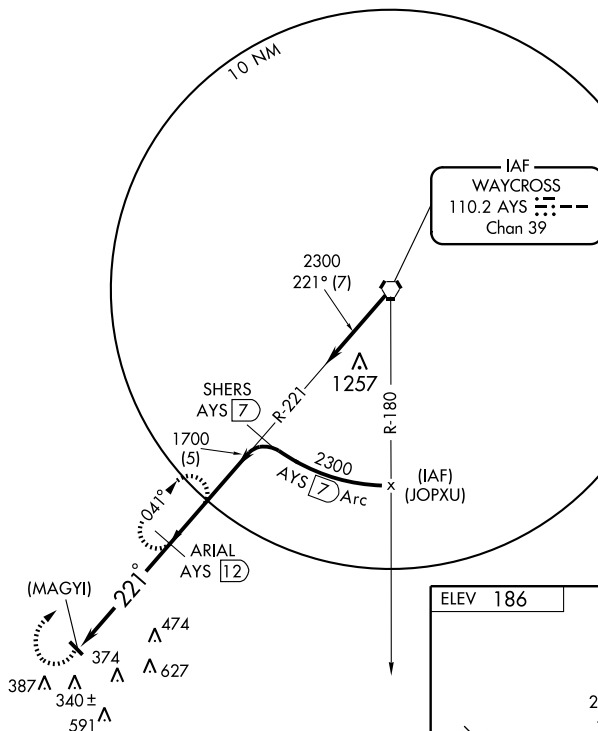 10 NM
IAF
WAYCROSS
110.2 AYS
Chan 39
2300
221° (7)
1257
SHERS
AYS 7
R-221
R-180
1700
(5)
2300
AYS 7 Arc
(IAF)
(JOPXU)
041°
ARIAL
AYS 12
221°
(MAGYI)
474
374
627
387
340 ±
591
ELEV 186
2